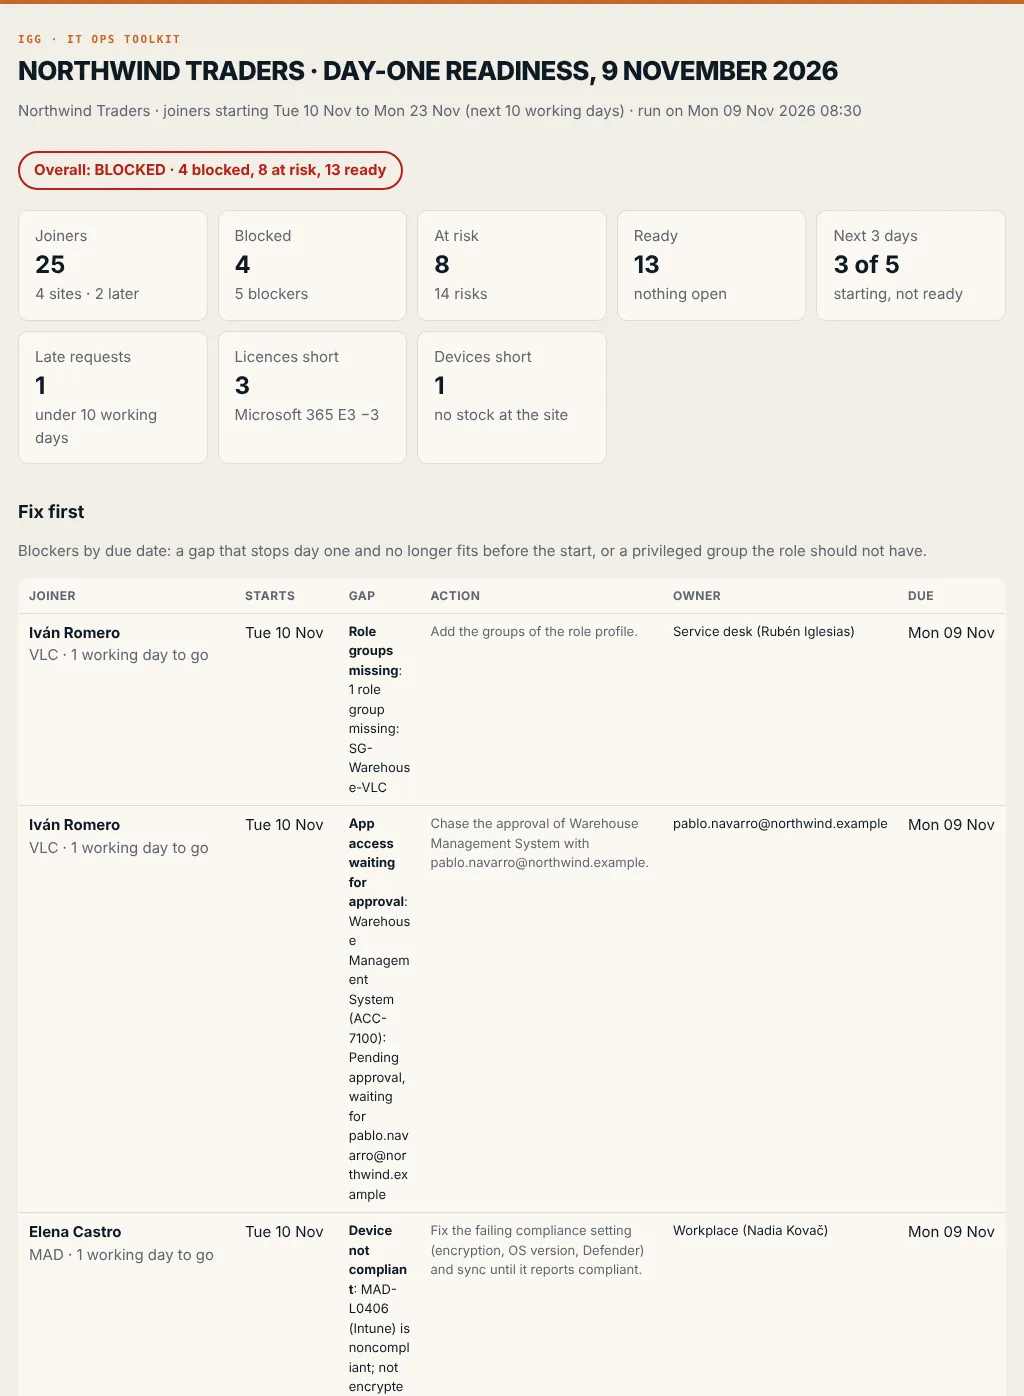 IGG · IT OPS TOOLKIT
NORTHWIND TRADERS · DAY-ONE READINESS, 9 NOVEMBER 2026
Northwind Traders · joiners starting Tue 10 Nov to Mon 23 Nov (next 10 working days) · run on Mon 09 Nov 2026 08:30
Overall: BLOCKED · 4 blocked, 8 at risk, 13 ready
Joiners
25
4 sites · 2 later
Blocked
4
5 blockers
At risk
8
14 risks
Ready
13
nothing open
Next 3 days
3 of 5
starting, not ready
Late requests
1
under 10 working
days
Licences short
3
Microsoft 365 E3 −3
Devices short
1
no stock at the site
Fix first
Blockers by due date: a gap that stops day one and no longer fits before the start, or a privileged group the role should not have.
JOINER STARTS GAP ACTION OWNER DUE
Iván Romero
VLC · 1 working day to go
Tue 10 Nov
Role
groups
missing:
1 role
group
missing:
SG-
Warehous
e-VLC
Add the groups of the role profile.
Service desk (Rubén Iglesias)
Mon 09 Nov
Iván Romero
VLC · 1 working day to go
Tue 10 Nov
App
access
waiting
for
approval:
Warehous
e
Managem
ent
System
(ACC-
7100):
Pending
approval,
waiting
for
pablo.nav
arro@nor
thwind.ex
ample
Chase the approval of Warehouse
Management System with
pablo.navarro@northwind.example.
pablo.navarro@northwind.example
Mon 09 Nov
Elena Castro
MAD · 1 working day to go
Tue 10 Nov
Device
not
complian
t: MAD-
L0406
(Intune) is
noncompl
iant; not
encrypte
Fix the failing compliance setting
(encryption, OS version, Defender)
and sync until it reports compliant.
Workplace (Nadia Kovač)
Mon 09 Nov